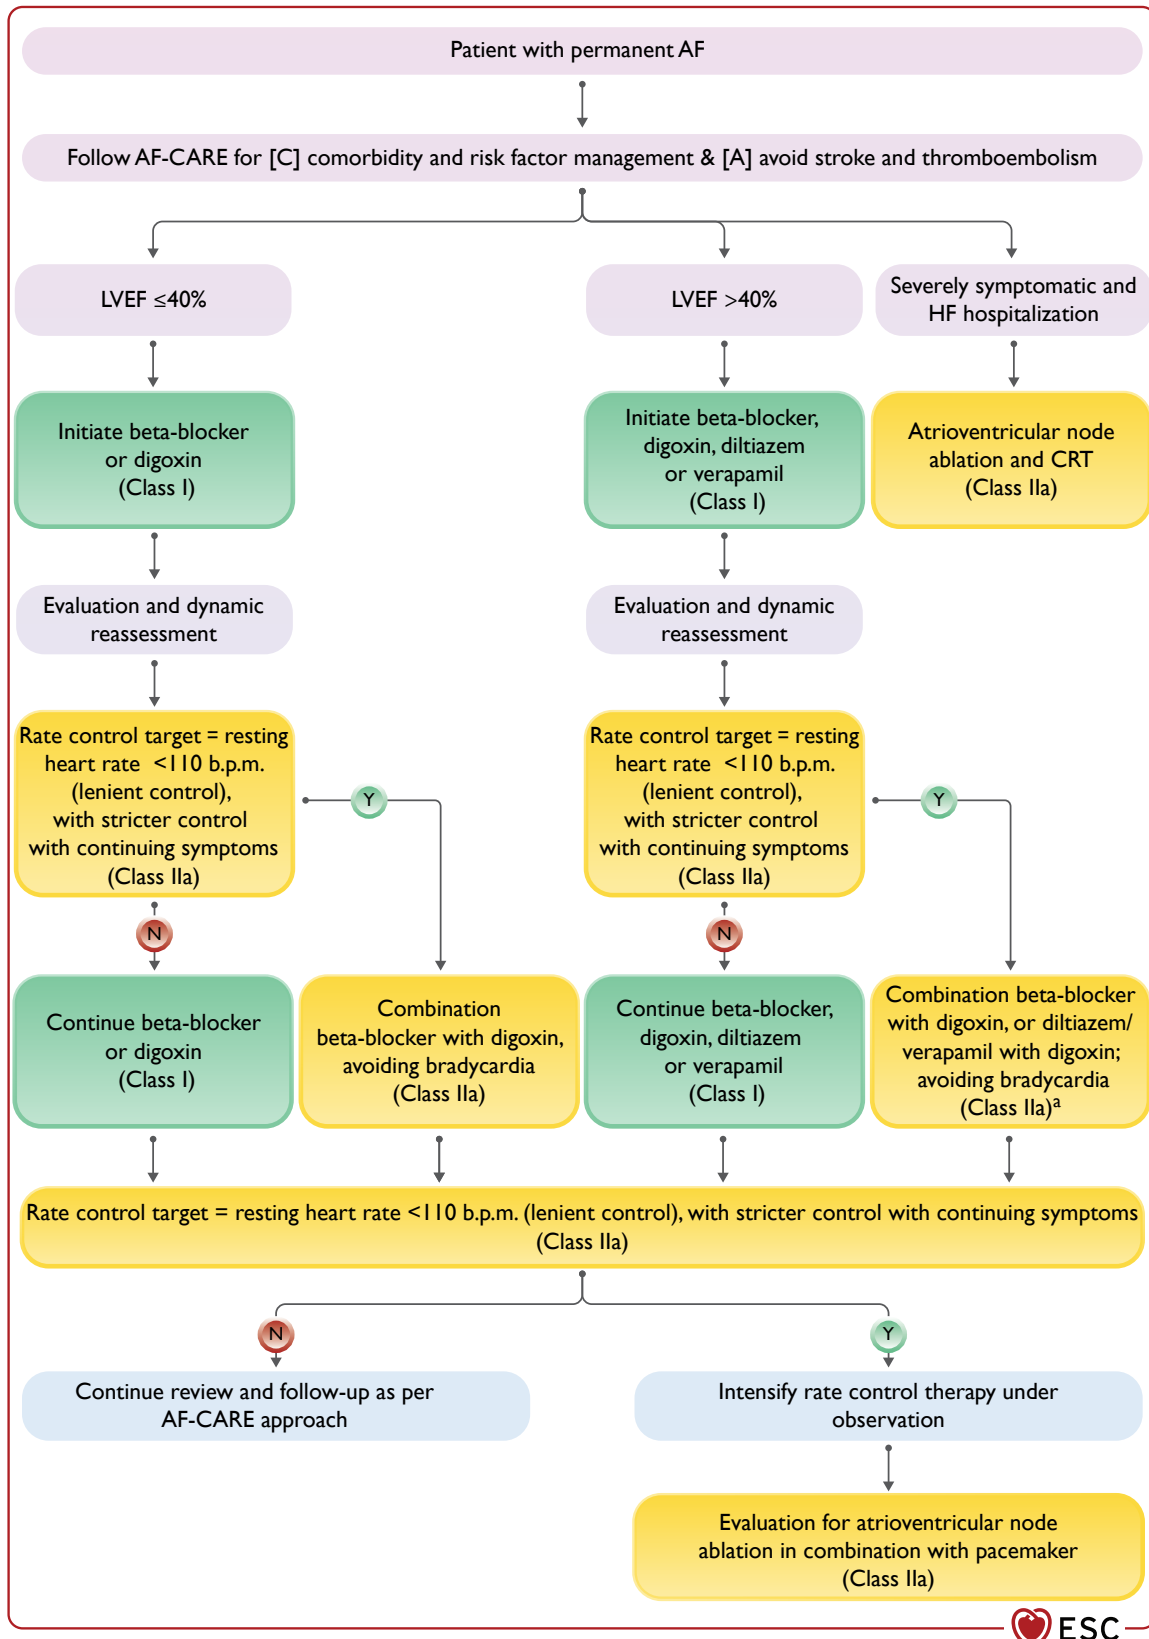 Patient with permanent AF
Follow AF-CARE for [C] comorbidity and risk factor management & [A] avoid stroke and thromboembolism
LVEF ≤40%
LVEF >40%
Severely symptomatic and
HF hospitalization
Initiate beta-blocker
or digoxin
(Class I)
Initiate beta-blocker,
digoxin, diltiazem
or verapamil
(Class I)
Atrioventricular node
ablation and CRT
(Class IIa)
Evaluation and dynamic
reassessment
Evaluation and dynamic
reassessment
Rate control target = resting
heart rate <110 b.p.m.
(lenient control),
with stricter control
with continuing symptoms
(Class IIa)
Y
Rate control target = resting
heart rate <110 b.p.m.
(lenient control),
with stricter control
with continuing symptoms
(Class IIa)
Y
N
N
Continue beta-blocker
or digoxin
(Class I)
Combination
beta-blocker with digoxin,
avoiding bradycardia
(Class IIa)
Continue beta-blocker,
digoxin, diltiazem
or verapamil
(Class I)
Combination beta-blocker
with digoxin, or diltiazem/
verapamil with digoxin;
avoiding bradycardia
(Class IIa)ᵃ
Rate control target = resting heart rate <110 b.p.m. (lenient control), with stricter control with continuing symptoms
(Class IIa)
N
Y
Continue review and follow-up as per
AF-CARE approach
Intensify rate control therapy under
observation
Evaluation for atrioventricular node
ablation in combination with pacemaker
(Class IIa)
ESC